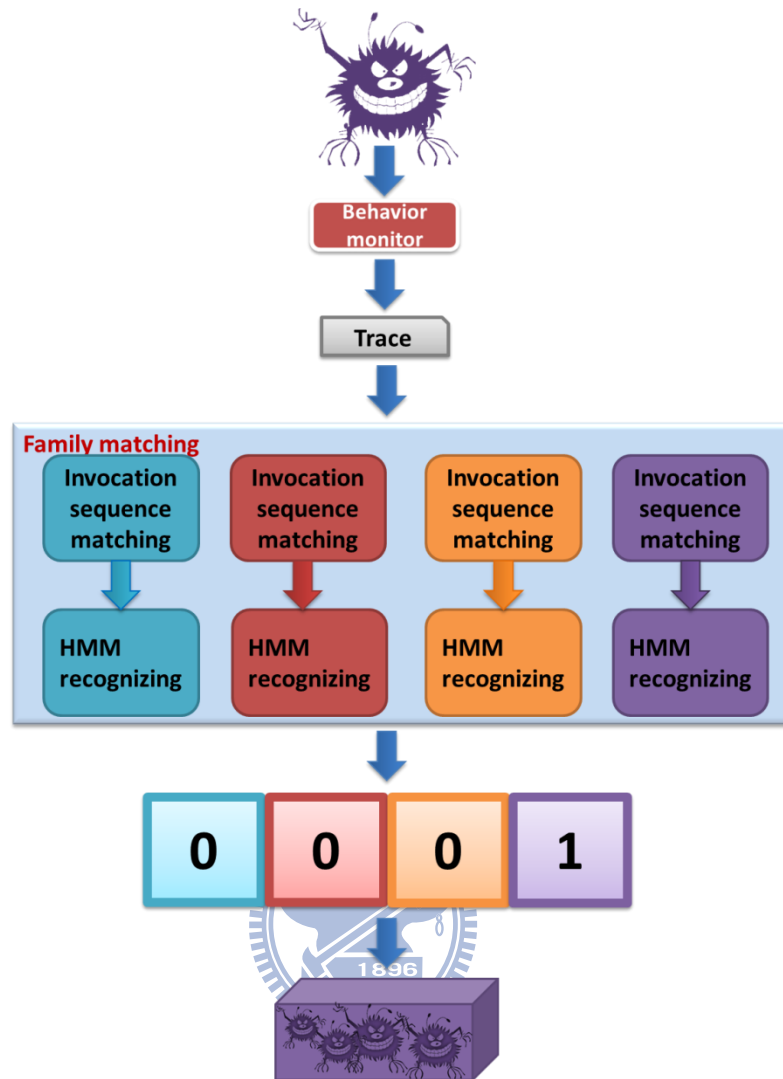 Behavior
monitor
Trace
Family matching
Invocation
sequence
matching
Invocation
sequence
matching
Invocation
sequence
matching
Invocation
sequence
matching
HMM
recognizing
HMM
recognizing
HMM
recognizing
HMM
recognizing
0 0 0 1
1896